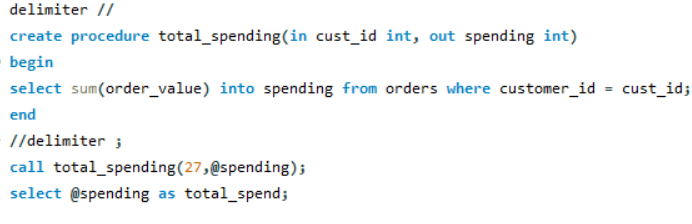 delimiter //
create procedure total_spending(in cust_id int, out spending int)
begin
select sum(order_value) into spending from orders where customer_id = cust_id;
end
//delimiter ;
call total_spending(27,@spending);
select @spending as total_spend;